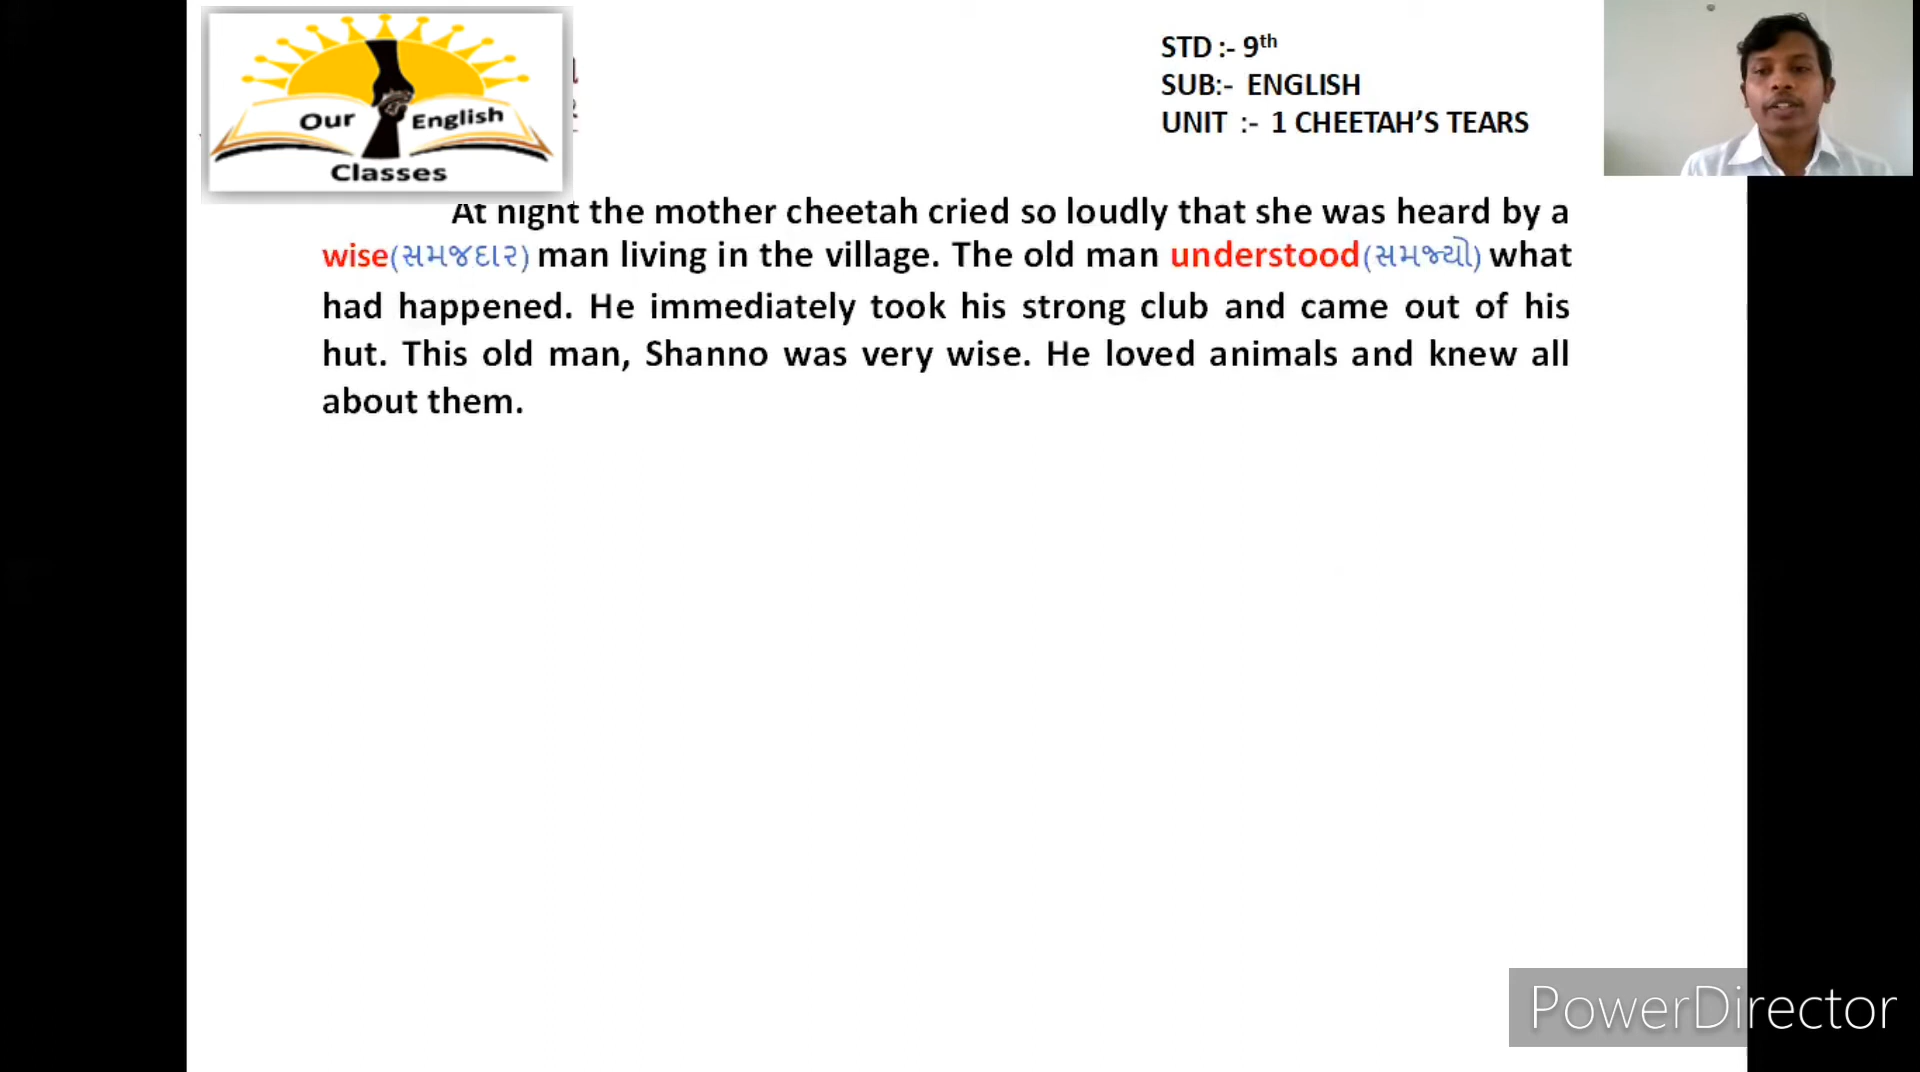 Our English
Classes
STD :- 9th
SUB:- ENGLISH
UNIT :- 1 CHEETAH'S TEARS
At night the mother cheetah cried so loudly that she was heard by a
wise(સમજદાર) man living in the village. The old man understood(સમજ્યો) what
had happened. He immediately took his strong club and came out of his
hut. This old man, Shanno was very wise. He loved animals and knew all
about them.
PowerDirector